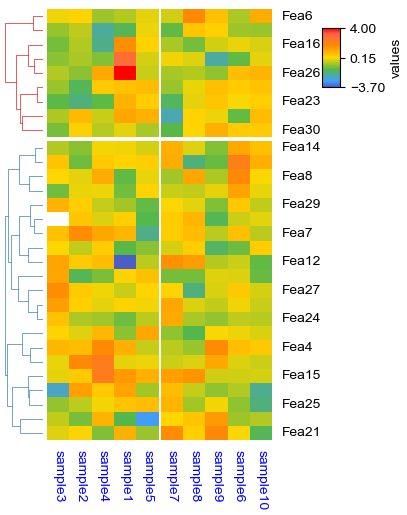 Fea6
Fea16
Fea26
Fea23
Fea30
Fea14
Fea8
Fea29
Fea7
Fea12
Fea27
Fea24
Fea4
Fea15
Fea25
Fea21
4.00
0.15
−3.70
values
sample3
sample2
sample4
sample1
sample5
sample7
sample8
sample9
sample6
sample10